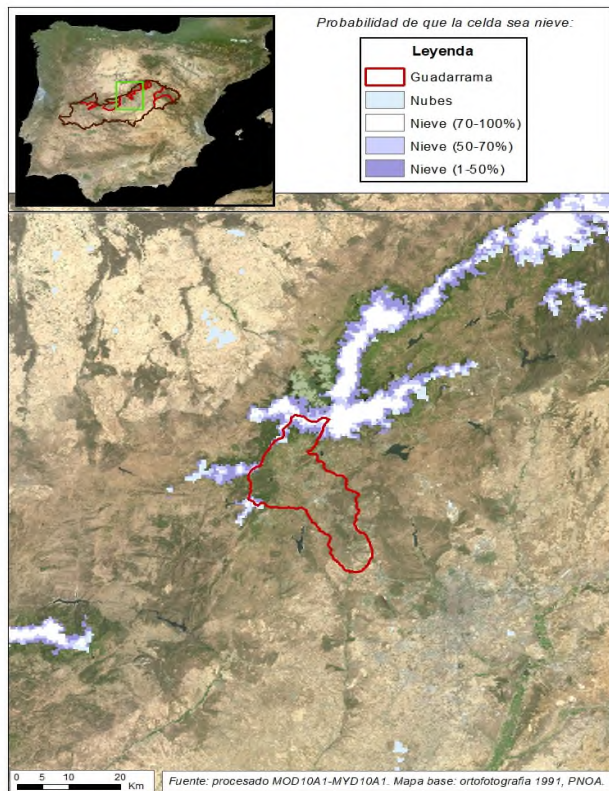 Probabilidad de que la celda sea nieve:
Leyenda
Guadarrama
Nubes
Nieve (70-100%)
Nieve (50-70%)
Nieve (1-50%)
0 5 10 20
Km
Fuente: procesado MOD10A1-MYD10A1. Mapa base: ortofotografia 1991, PNOA.